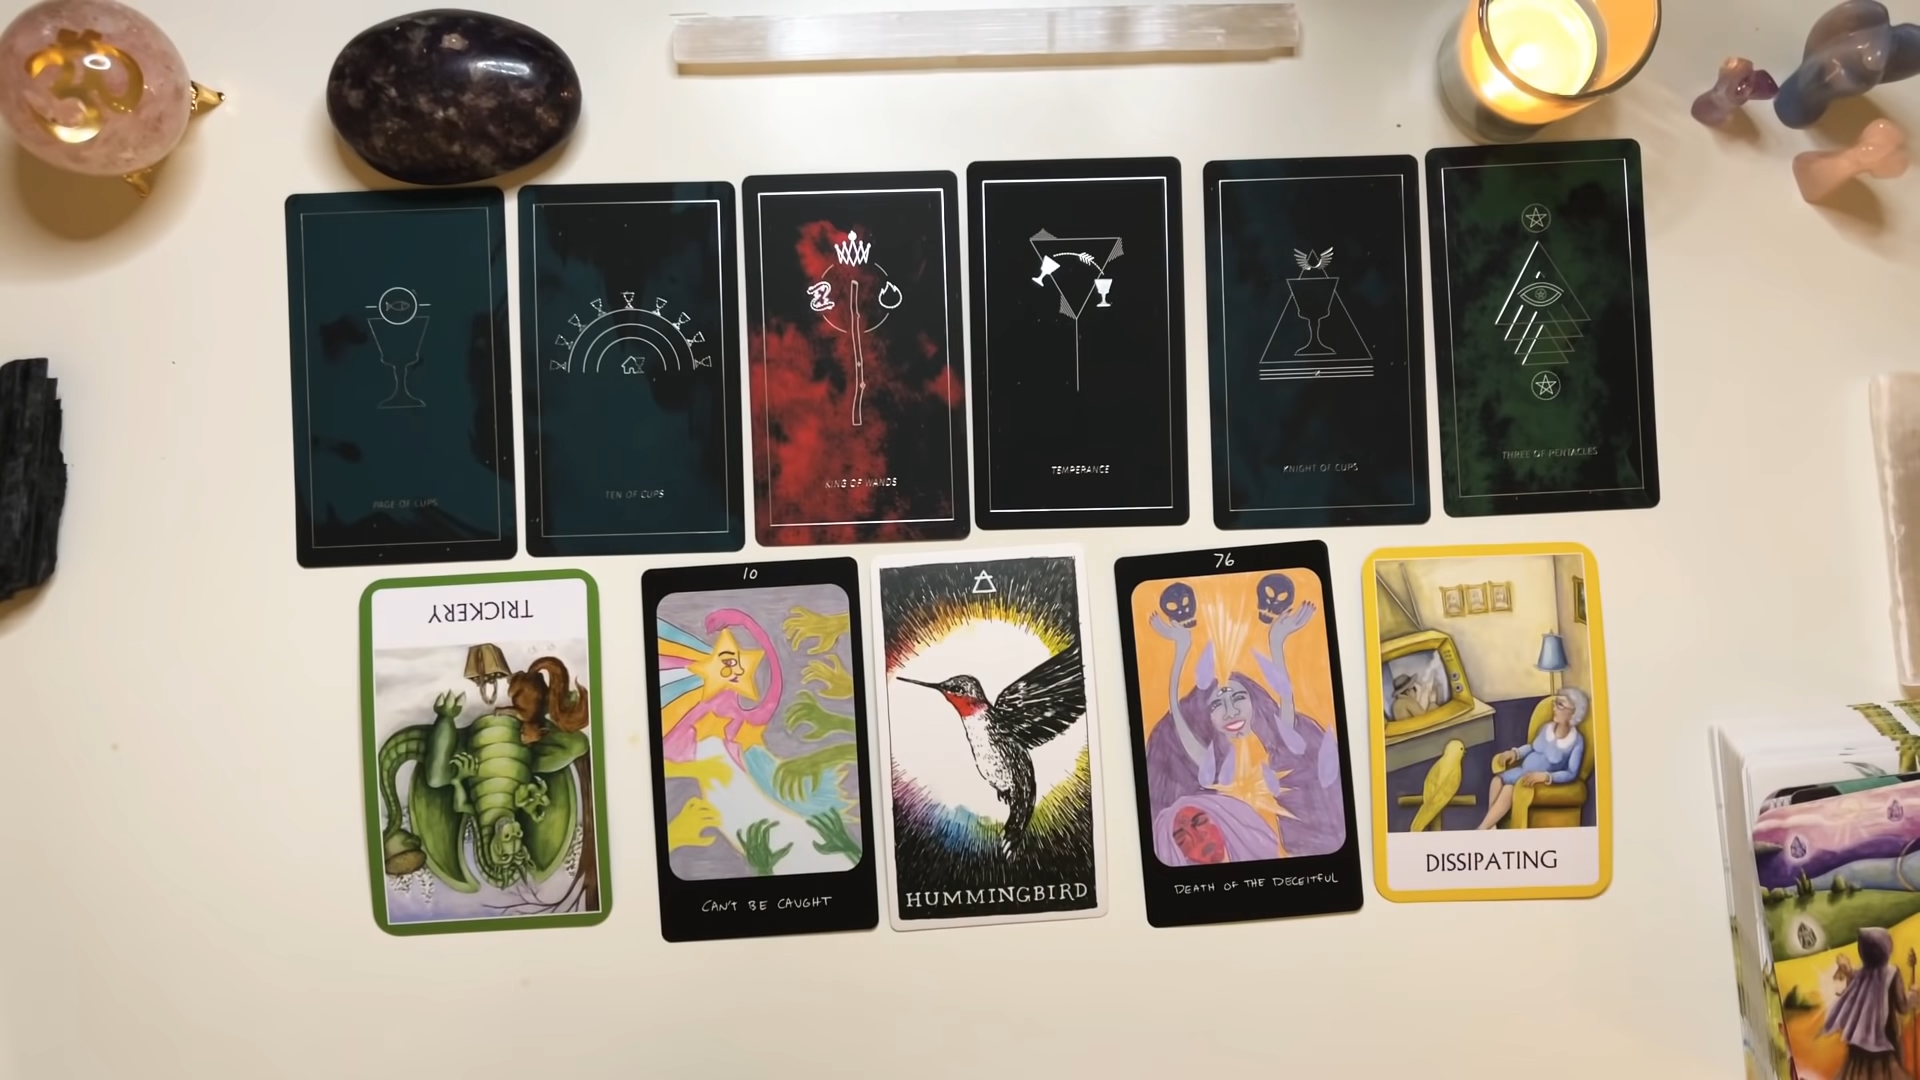 PAGE OF CUPS
TEN OF CUPS
KING OF WANDS
TEMPERANCE
KNIGHT OF CUPS
THREE OF PENTACLES
TRICKERY
10
CAN'T BE CAUGHT
HUMMINGBIRD
76
DEATH OF THE DECEITFUL
DISSIPATING